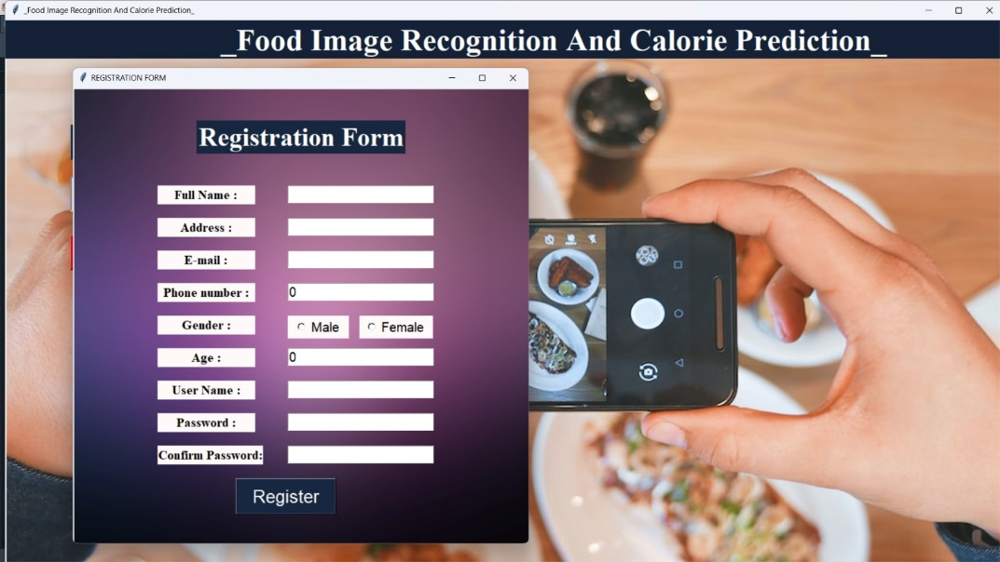 _Food Image Recognition And Calorie Prediction_
_Food Image Recognition And Calorie Prediction_
REGISTRATION FORM
Registration Form
Full Name :
Address :
E-mail :
Phone number : 0
Gender : Male Female
Age : 0
User Name :
Password :
Confirm Password:
Register